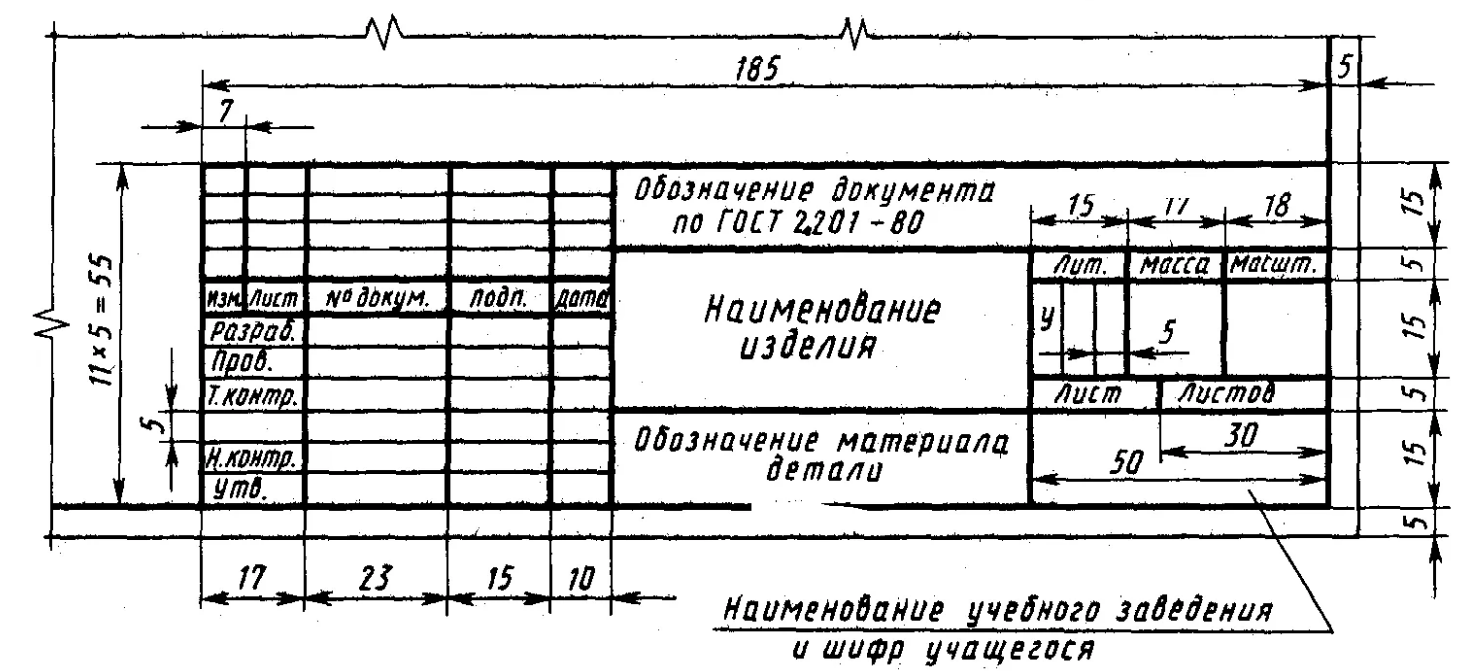 185
5
7
Обозначение документа
по ГОСТ 2.201-80
15
17
18
15
Лит.
масса
масшт.
5
11×5=55
изм.
Лист
№ докум.
подп.
дата
Наименование
изделия
У
5
15
Разраб.
Пров.
Т.контр.
Лист
Листов
5
5
Обозначение материала
детали
30
50
15
Н.контр.
Утв.
5
17
23
15
10
Наименование учебного заведения
и шифр учащегося